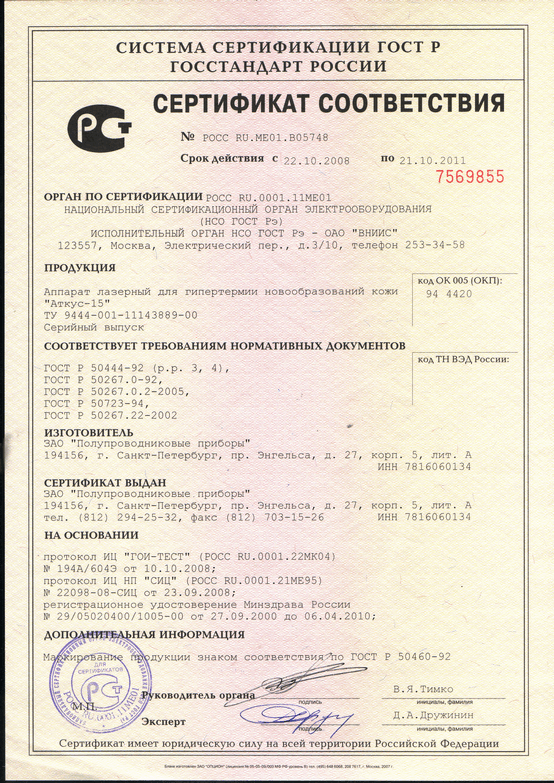 СИСТЕМА СЕРТИФИКАЦИИ ГОСТ Р
ГОССТАНДАРТ РОССИИ
СЕРТИФИКАТ СООТВЕТСТВИЯ
№ РОСС RU.ME01.B05748
Срок действия с 22.10.2008 по 21.10.2011
7569855
ОРГАН ПО СЕРТИФИКАЦИИ РОСС RU.0001.11ME01
НАЦИОНАЛЬНЫЙ СЕРТИФИКАЦИОННЫЙ ОРГАН ЭЛЕКТРООБОРУДОВАНИЯ
(НСО ГОСТ Рэ)
ИСПОЛНИТЕЛЬНЫЙ ОРГАН НСО ГОСТ Рэ - ОАО "ВНИИС"
123557, Москва, Электрический пер., д.3/10, телефон 253-34-58
ПРОДУКЦИЯ
Аппарат лазерный для гипертермии новообразований кожи
"Аткус-15"
ТУ 9444-001-11143889-00
Серийный выпуск
код ОК 005 (ОКП):
94 4420
СООТВЕТСТВУЕТ ТРЕБОВАНИЯМ НОРМАТИВНЫХ ДОКУМЕНТОВ
ГОСТ Р 50444-92 (р.р. 3, 4),
ГОСТ Р 50267.0-92,
ГОСТ Р 50267.0.2-2005,
ГОСТ Р 50723-94,
ГОСТ Р 50267.22-2002
код ТН ВЭД России:
ИЗГОТОВИТЕЛЬ
ЗАО "Полупроводниковые приборы"
194156, г. Санкт-Петербург, пр. Энгельса, д. 27, корп. 5, лит. А
ИНН 7816060134
СЕРТИФИКАТ ВЫДАН
ЗАО "Полупроводниковые приборы"
194156, г. Санкт-Петербург, пр. Энгельса, д. 27, корп. 5, лит. А
тел. (812) 294-25-32, факс (812) 703-15-26 ИНН 7816060134
НА ОСНОВАНИИ
протокол ИЦ "ГОИ-ТЕСТ" (РОСС RU.0001.22МК04)
№ 194А/604Э от 10.10.2008;
протокол ИЦ НП "СИЦ" (РОСС RU.0001.21МЕ95)
№ 22098-08-СИЦ от 23.09.2008;
регистрационное удостоверение Минздрава России
№ 29/05020400/1005-00 от 27.09.2000 до 06.04.2010;
ДОПОЛНИТЕЛЬНАЯ ИНФОРМАЦИЯ
Маркирование продукции знаком соответствия по ГОСТ Р 50460-92
ДЛЯ
СЕРТИФИКАТОВ
М.П.
Руководитель органа
подпись
В.Я.Тимко
инициалы, фамилия
Эксперт
подпись
Д.А.Дружинин
инициалы, фамилия
Сертификат имеет юридическую силу на всей территории Российской Федерации